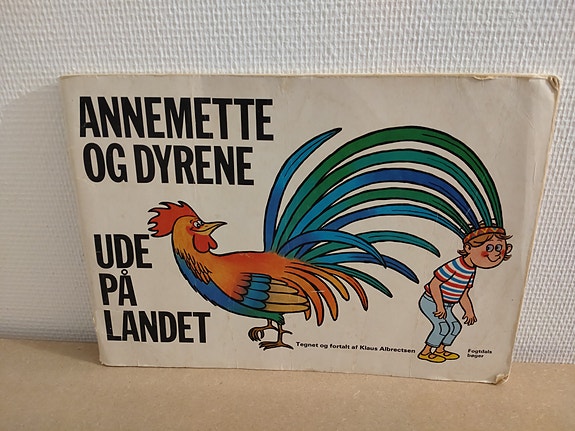 ANNEMETTE
OG DYRENE
UDE
PÅ
LANDET
Tegnet og fortalt af Klaus Albrectsen
Fogtdals
bøger